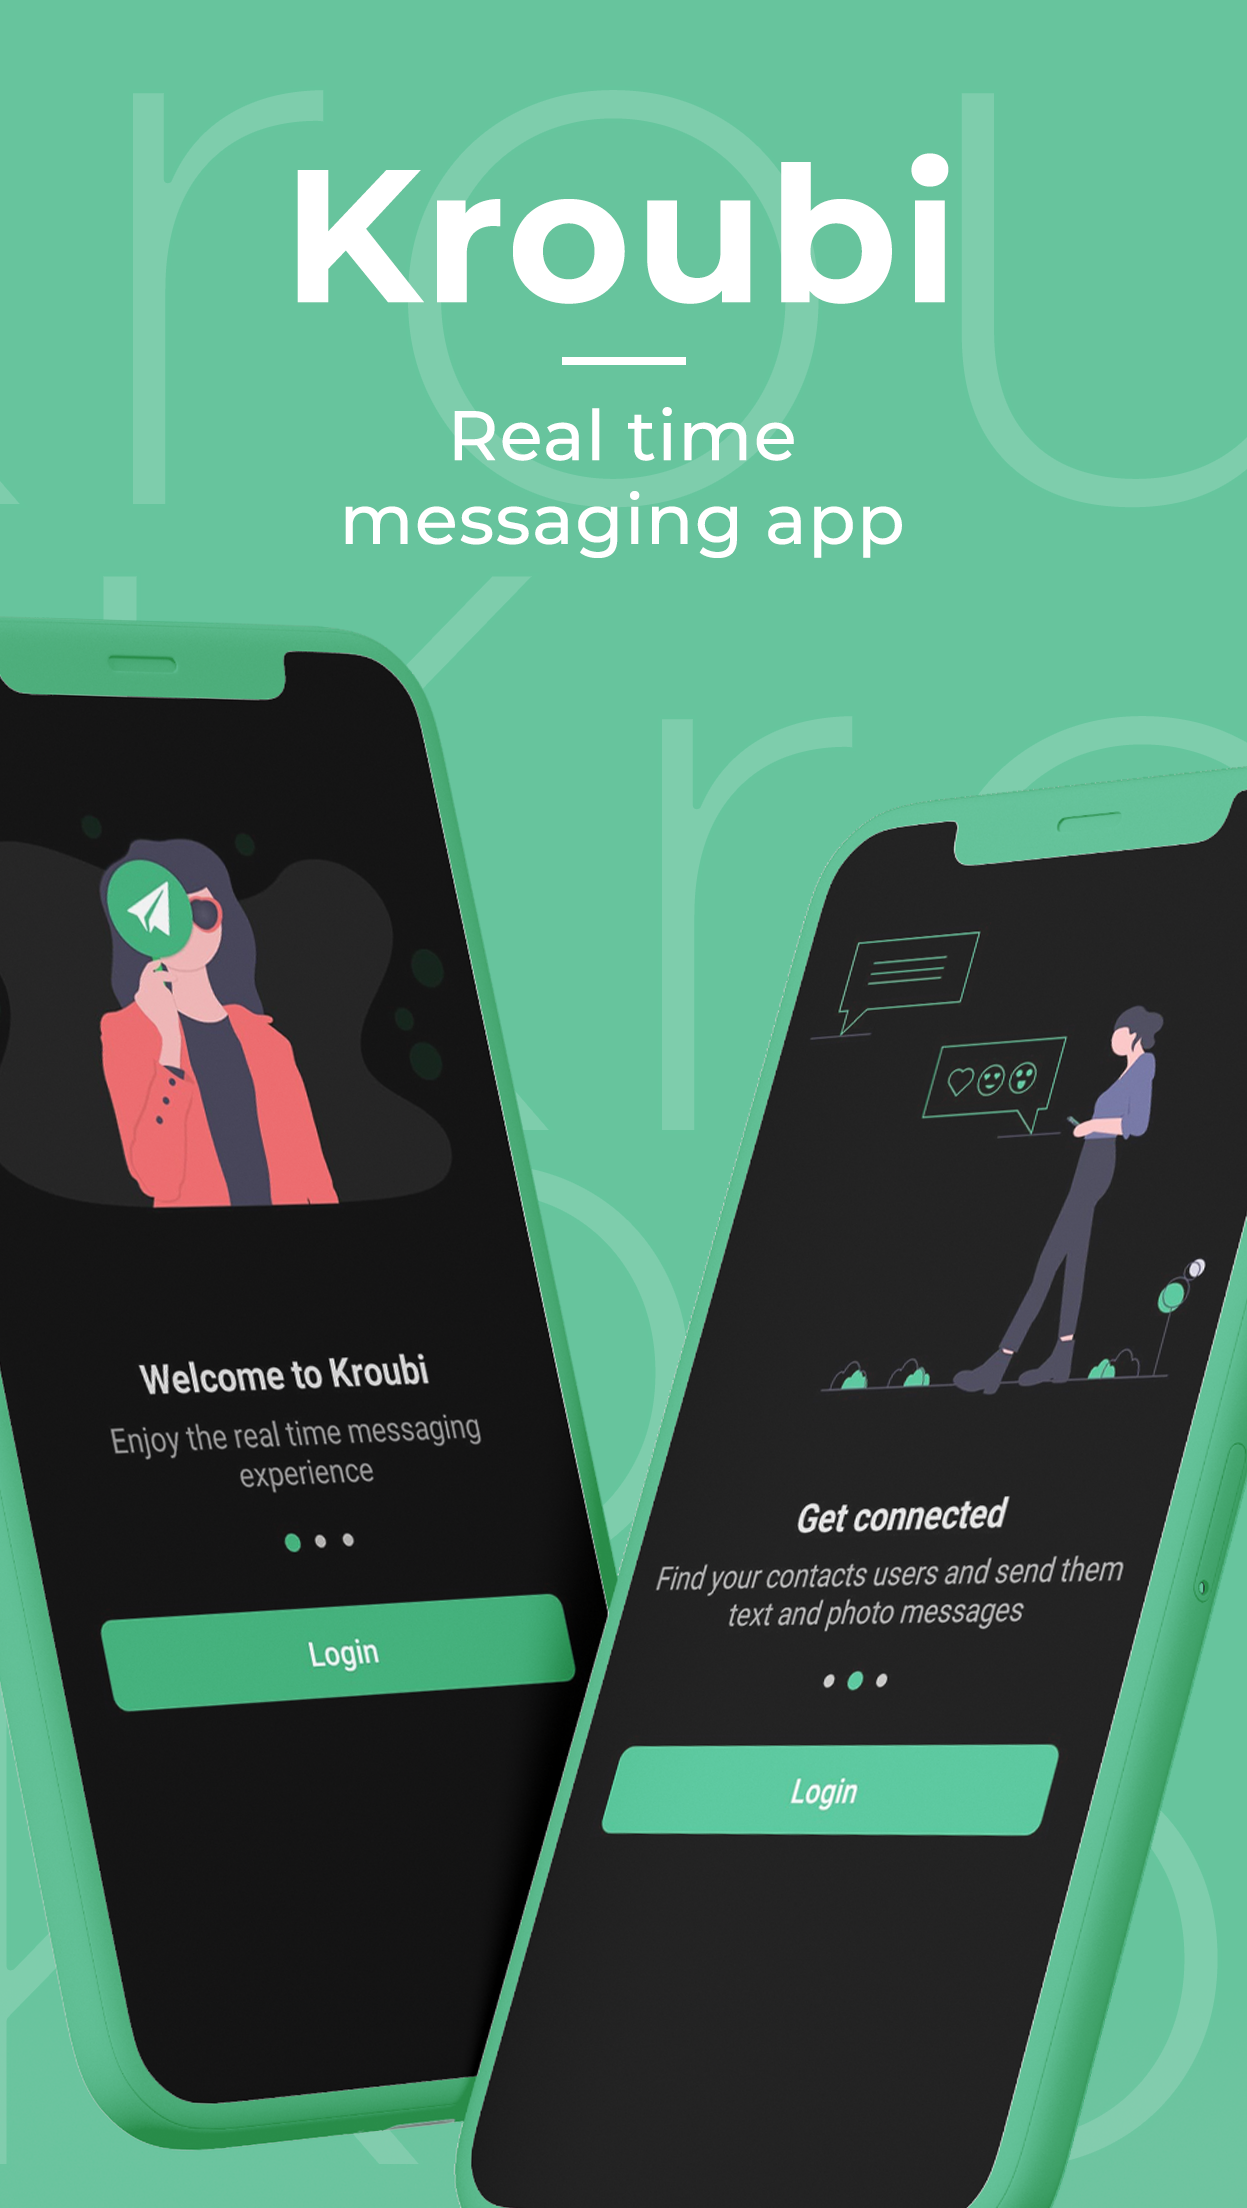 Kroubi
Real time
messaging app
Welcome to Kroubi
Enjoy the real time messaging
experience
Login
Get connected
Find your contacts users and send them
text and photo messages
Login